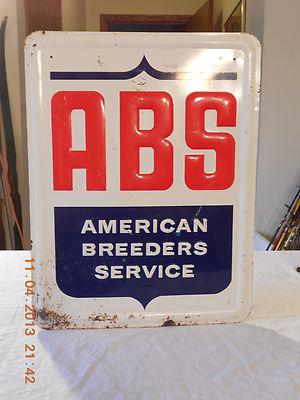 ABS
AMERICAN
BREEDERS
SERVICE
11.04.2013 21:42